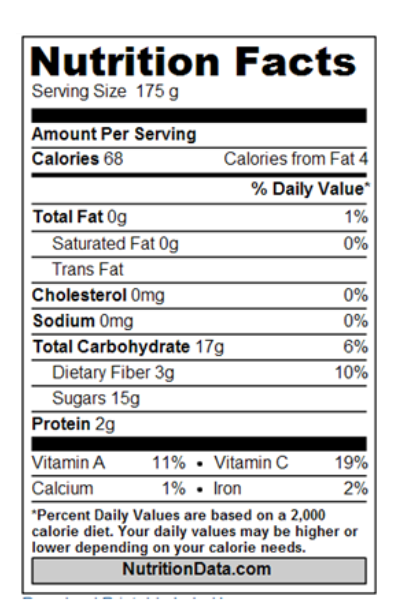 Nutrition Facts
Serving Size 175 g
Amount Per Serving
Calories 68 Calories from Fat 4
% Daily Value*
Total Fat 0g 1%
Saturated Fat 0g 0%
Trans Fat
Cholesterol 0mg 0%
Sodium 0mg 0%
Total Carbohydrate 17g 6%
Dietary Fiber 3g 10%
Sugars 15g
Protein 2g
Vitamin A 11% • Vitamin C 19%
Calcium 1% • Iron 2%
*Percent Daily Values are based on a 2,000
calorie diet. Your daily values may be higher or
lower depending on your calorie needs.
NutritionData.com